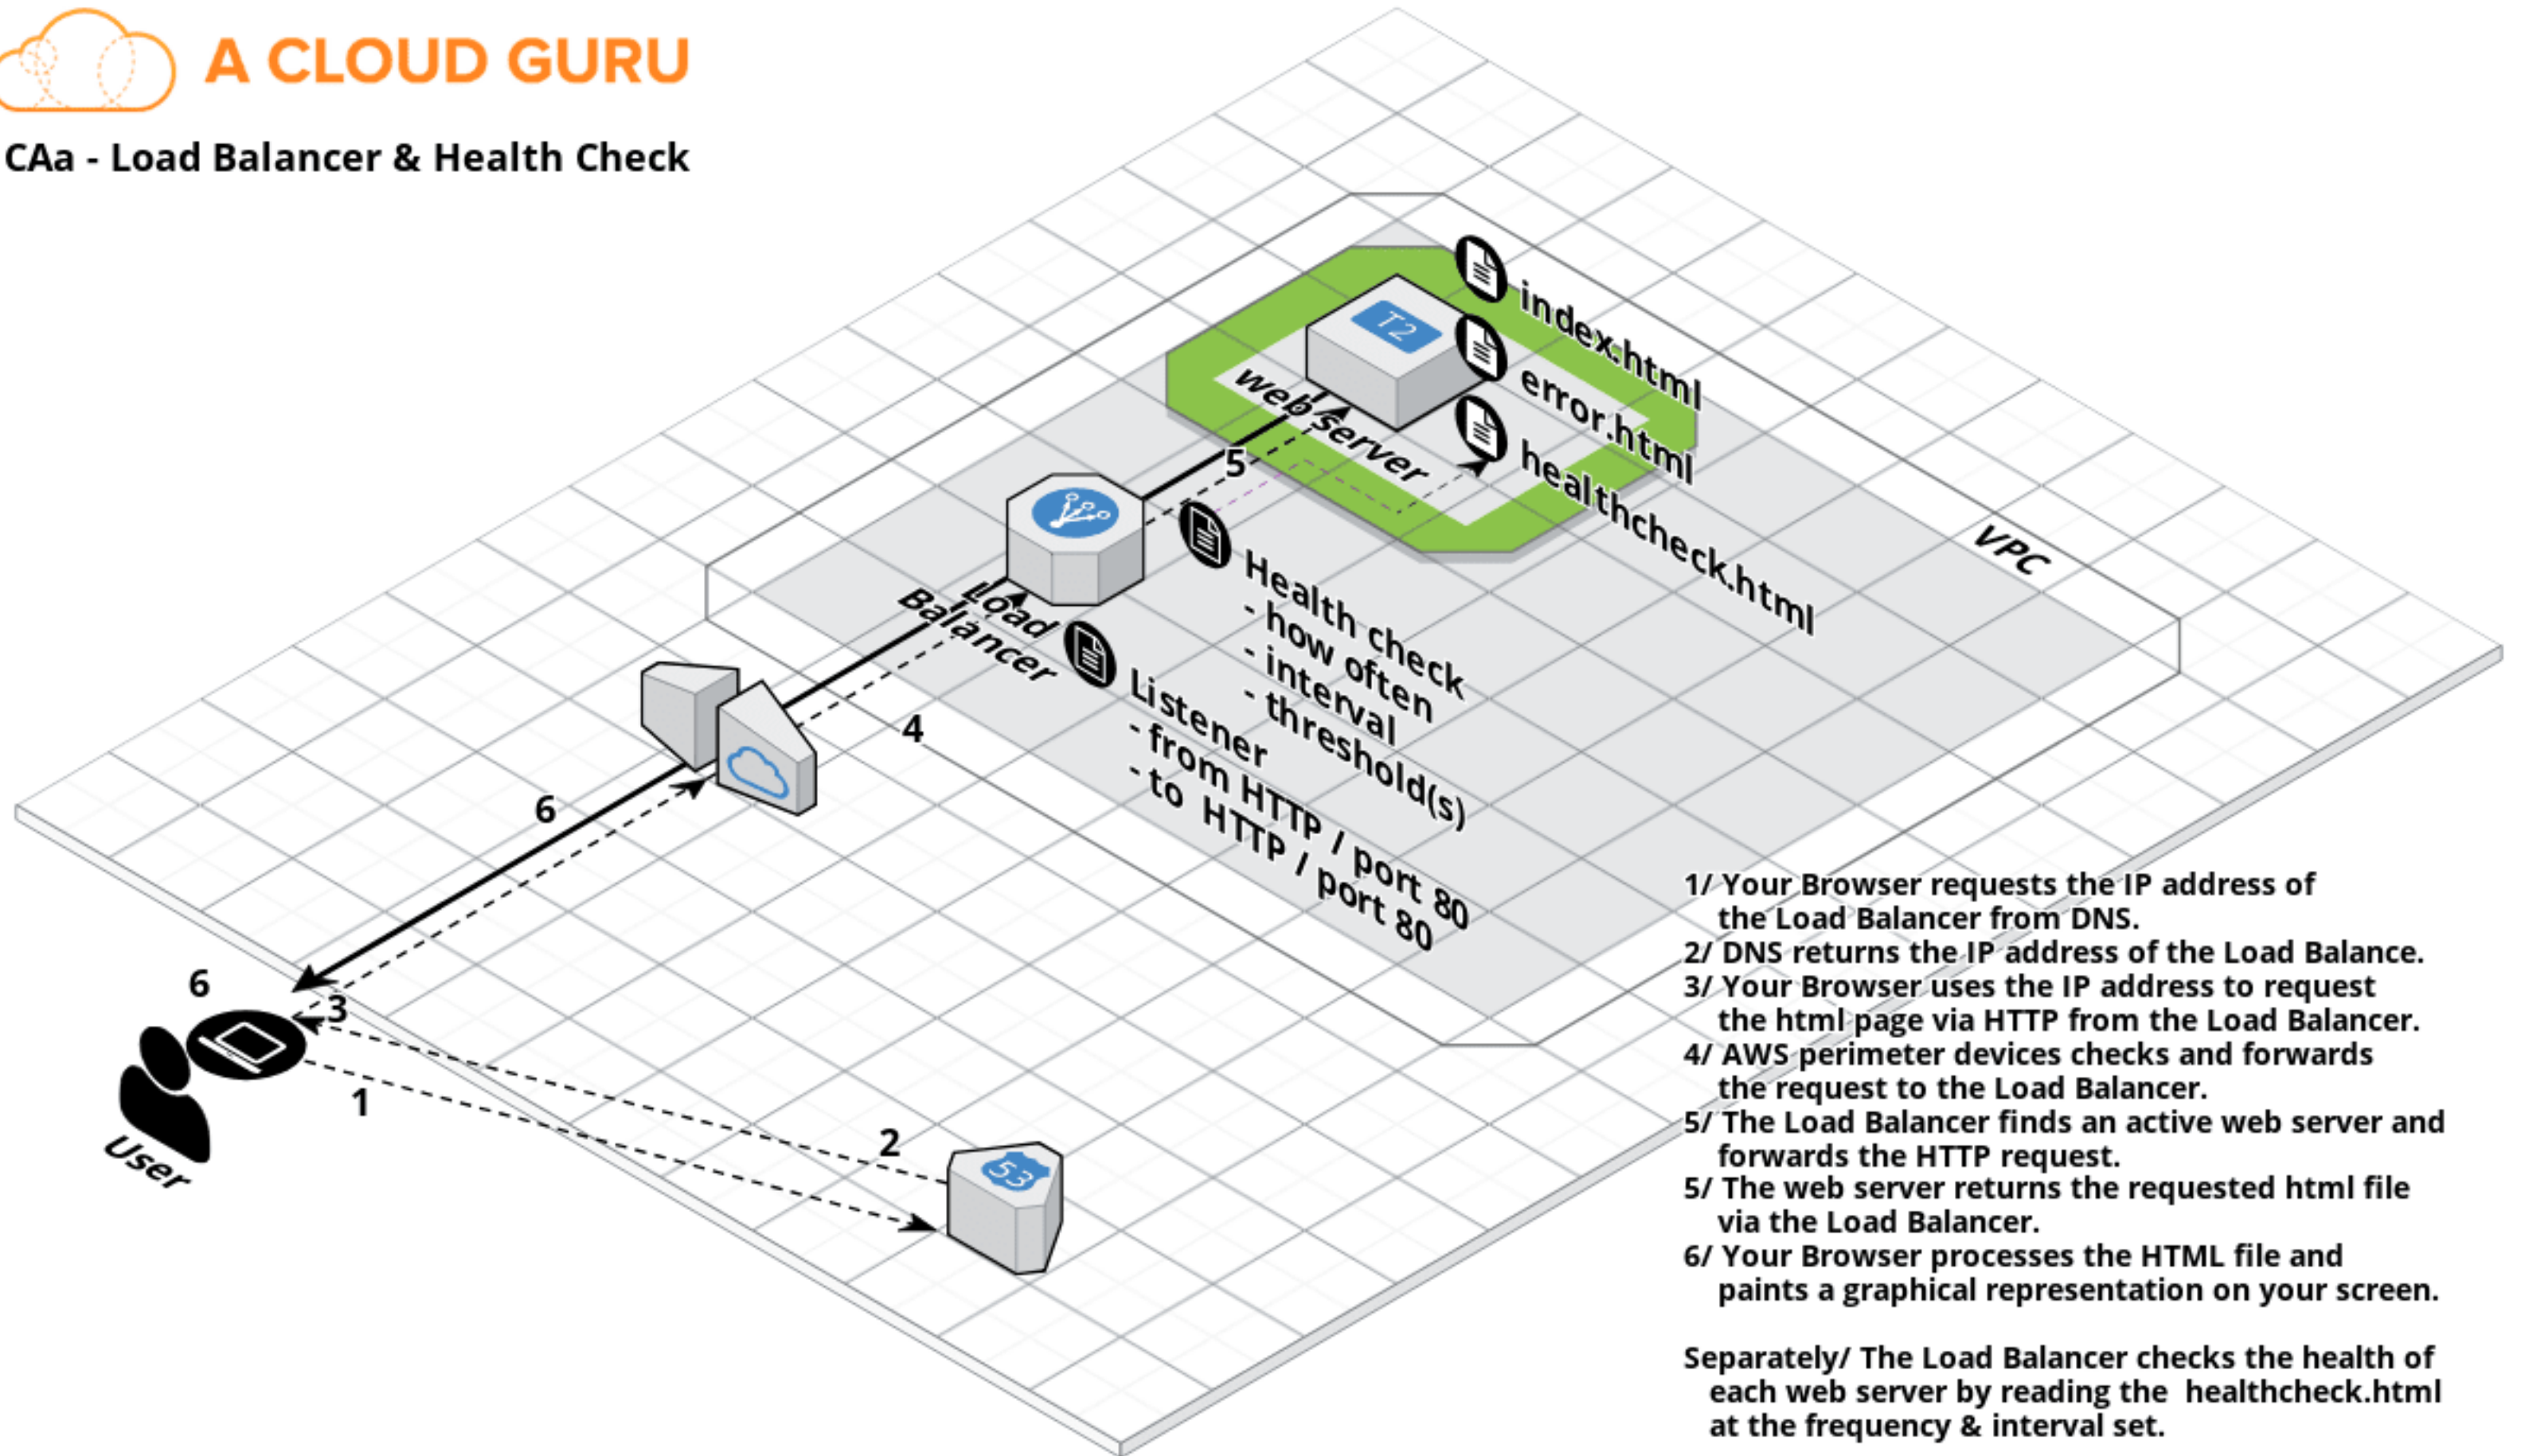 A CLOUD GURU
CAa - Load Balancer & Health Check
T2
index.html
error.html
healthcheck.html
web server
5
VPC
Load
Balancer
Health check
- how often
- interval
- threshold(s)
Listener
- from HTTP / port 80
- to HTTP / port 80
4
6
6
3
User
1
2
53
1/ Your Browser requests the IP address of
the Load Balancer from DNS.
2/ DNS returns the IP address of the Load Balance.
3/ Your Browser uses the IP address to request
the html page via HTTP from the Load Balancer.
4/ AWS perimeter devices checks and forwards
the request to the Load Balancer.
5/ The Load Balancer finds an active web server and
forwards the HTTP request.
5/ The web server returns the requested html file
via the Load Balancer.
6/ Your Browser processes the HTML file and
paints a graphical representation on your screen.
Separately/ The Load Balancer checks the health of
each web server by reading the healthcheck.html
at the frequency & interval set.